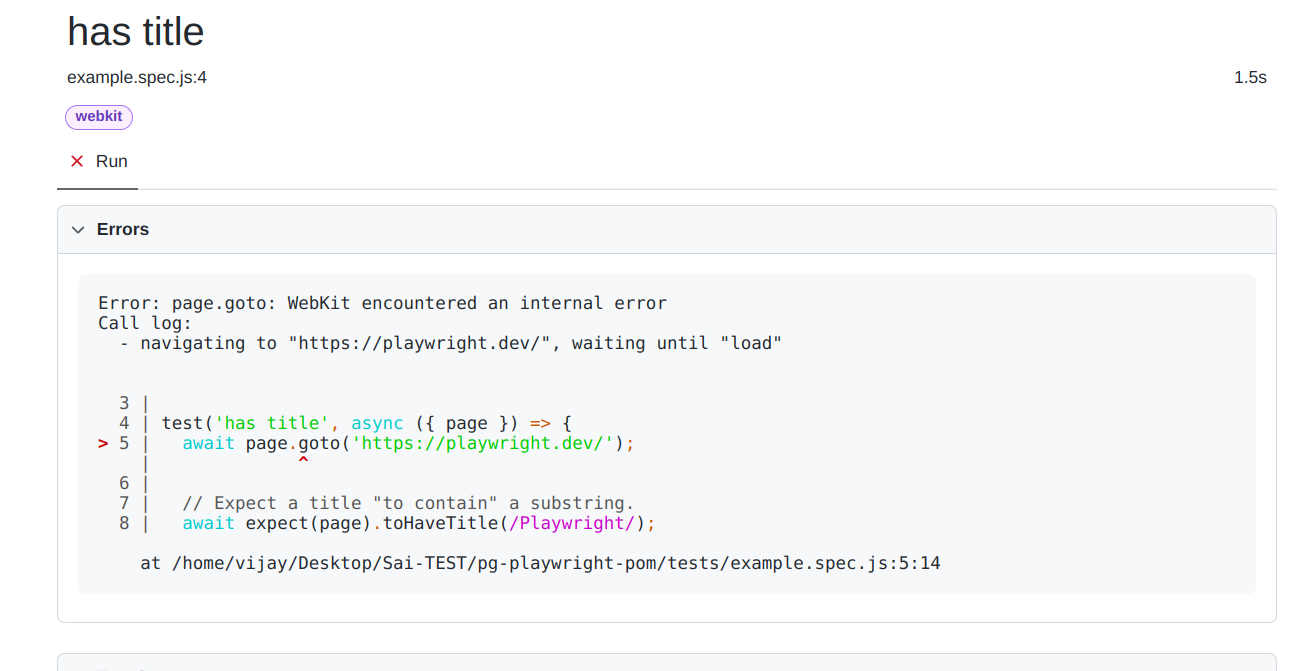 has title
example.spec.js:4
1.5s
webkit
✕ Run
Errors
Error: page.goto: WebKit encountered an internal error
Call log:
  - navigating to "https://playwright.dev/", waiting until "load"
  3 |
  4 | test('has title', async ({ page }) => {
> 5 |   await page.goto('https://playwright.dev/');
    |              ^
  6 |
  7 |   // Expect a title "to contain" a substring.
  8 |   await expect(page).toHaveTitle(/Playwright/);
    at /home/vijay/Desktop/Sai-TEST/pg-playwright-pom/tests/example.spec.js:5:14